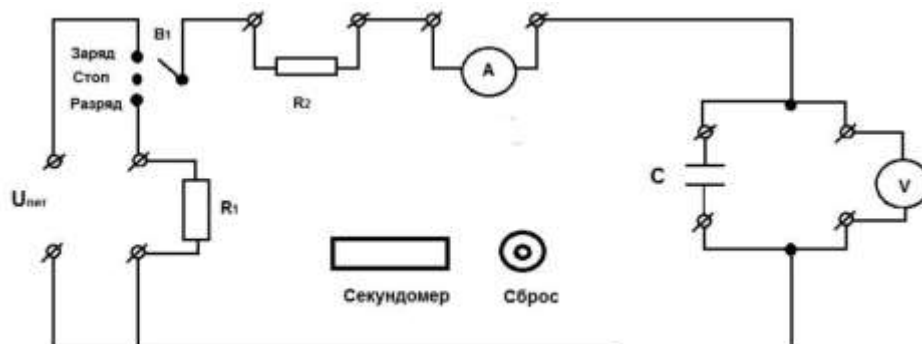 Заряд
Стоп
Разряд
B1
R2
A
Uпит
R1
C
V
Секундомер
Сброс